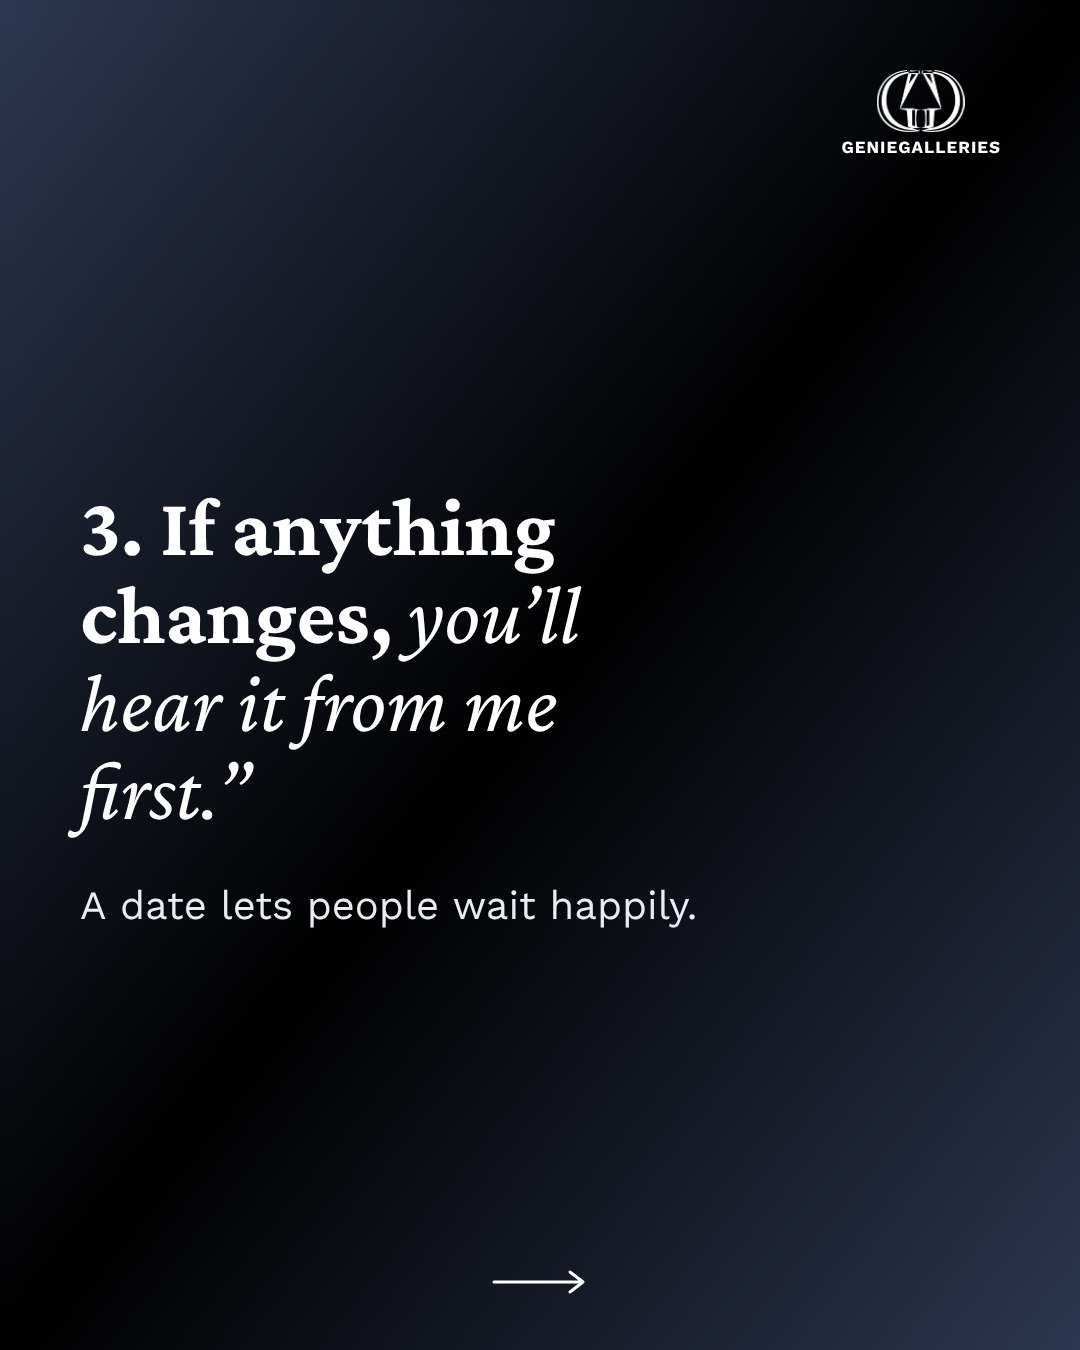 GENIEGALLERIES
3. If anything
changes, you’ll
hear it from me
first.”
A date lets people wait happily.